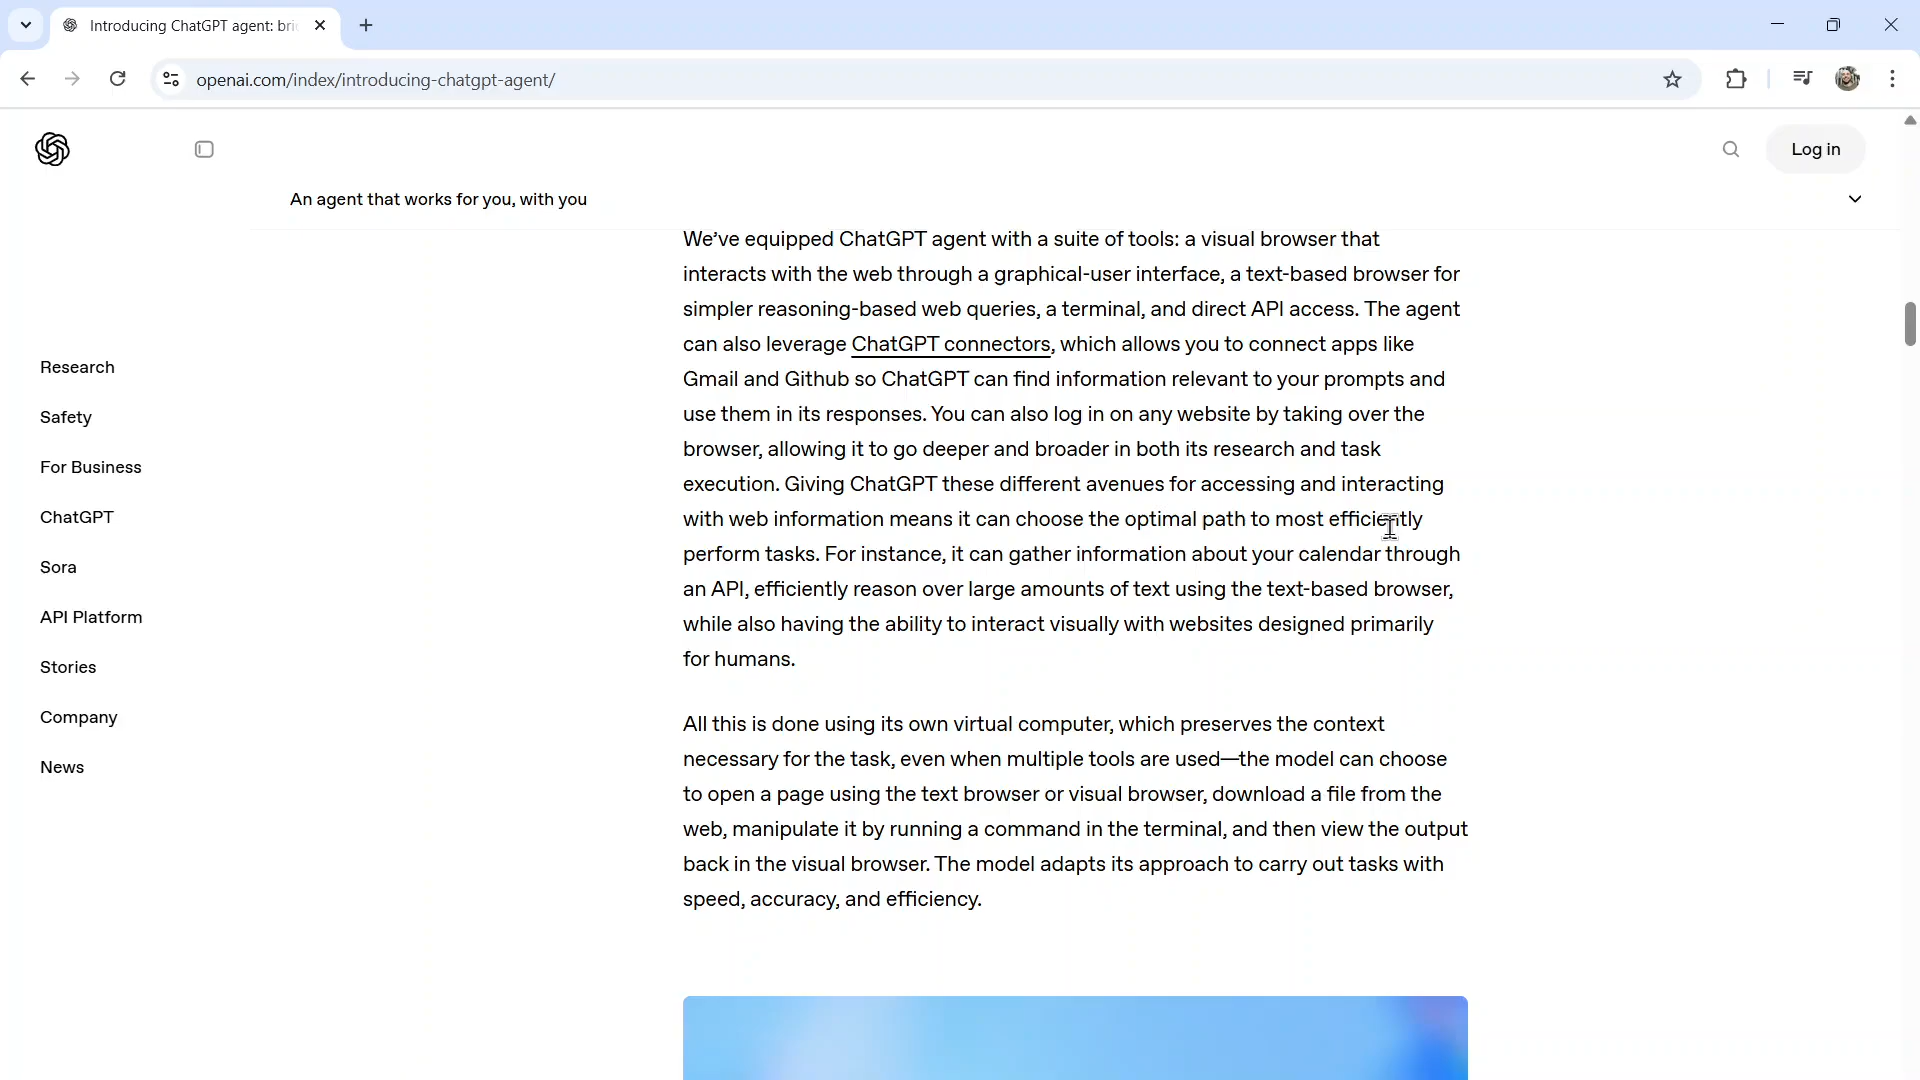 Introducing ChatGPT agent: bri
openai.com/index/introducing-chatgpt-agent/
Log in
An agent that works for you, with you
Research
Safety
For Business
ChatGPT
Sora
API Platform
Stories
Company
News
We’ve equipped ChatGPT agent with a suite of tools: a visual browser that
interacts with the web through a graphical-user interface, a text-based browser for
simpler reasoning-based web queries, a terminal, and direct API access. The agent
can also leverage ChatGPT connectors, which allows you to connect apps like
Gmail and Github so ChatGPT can find information relevant to your prompts and
use them in its responses. You can also log in on any website by taking over the
browser, allowing it to go deeper and broader in both its research and task
execution. Giving ChatGPT these different avenues for accessing and interacting
with web information means it can choose the optimal path to most efficiently
perform tasks. For instance, it can gather information about your calendar through
an API, efficiently reason over large amounts of text using the text-based browser,
while also having the ability to interact visually with websites designed primarily
for humans.
All this is done using its own virtual computer, which preserves the context
necessary for the task, even when multiple tools are used—the model can choose
to open a page using the text browser or visual browser, download a file from the
web, manipulate it by running a command in the terminal, and then view the output
back in the visual browser. The model adapts its approach to carry out tasks with
speed, accuracy, and efficiency.